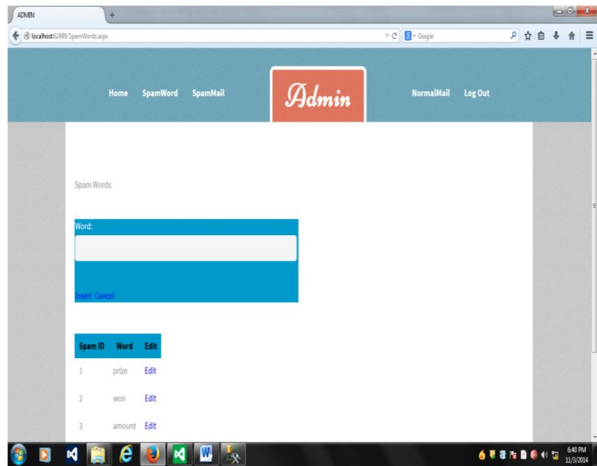 ADMIN
localhost:62499/SpamWords.aspx
Google
Home SpamWord SpamMail Admin NormalMail Log Out
Spam Words
Word:
Insert Cancel
Spam ID Word Edit
1 prize Edit
2 won Edit
3 amount Edit
6:40 PM
11/3/2014